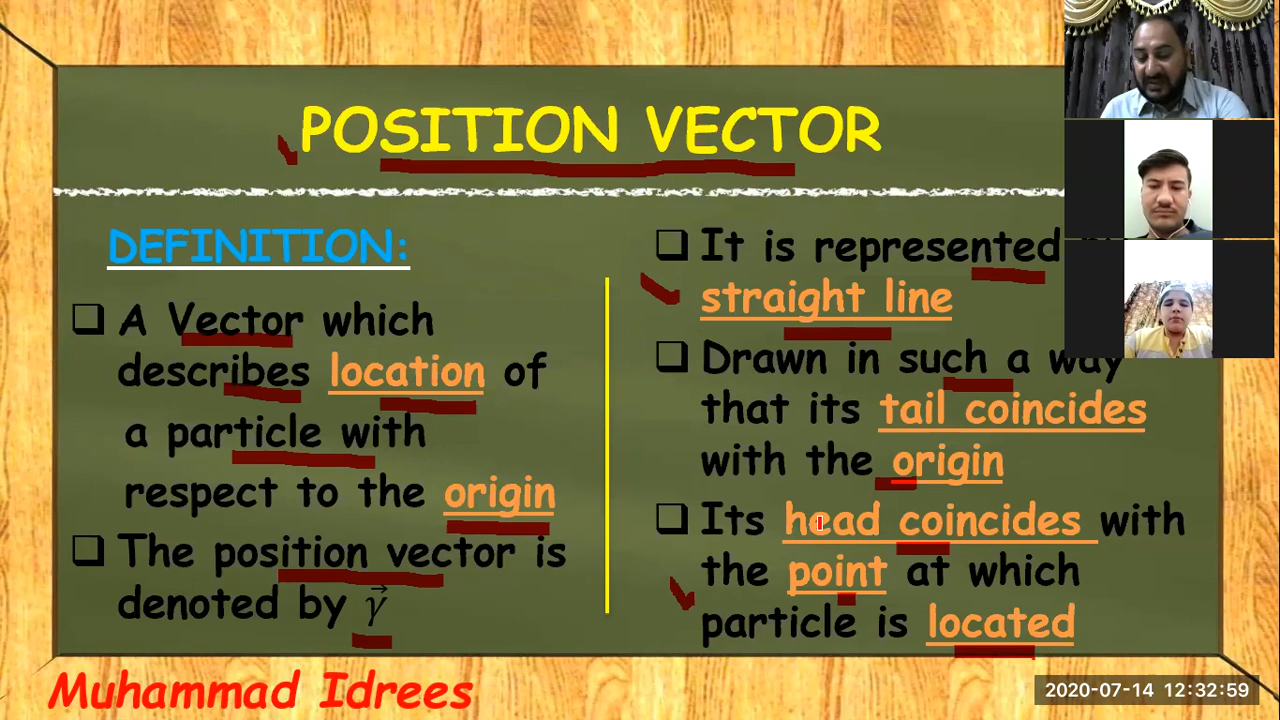 POSITION VECTOR
DEFINITION:
❑ A Vector which
describes location of
a particle with
respect to the origin
❑ The position vector is
denoted by γ⃗
❑ It is represented
straight line
❑ Drawn in such a way
that its tail coincides
with the origin
❑ Its head coincides with
the point at which
particle is located
Muhammad Idrees
2020-07-14 12:32:59